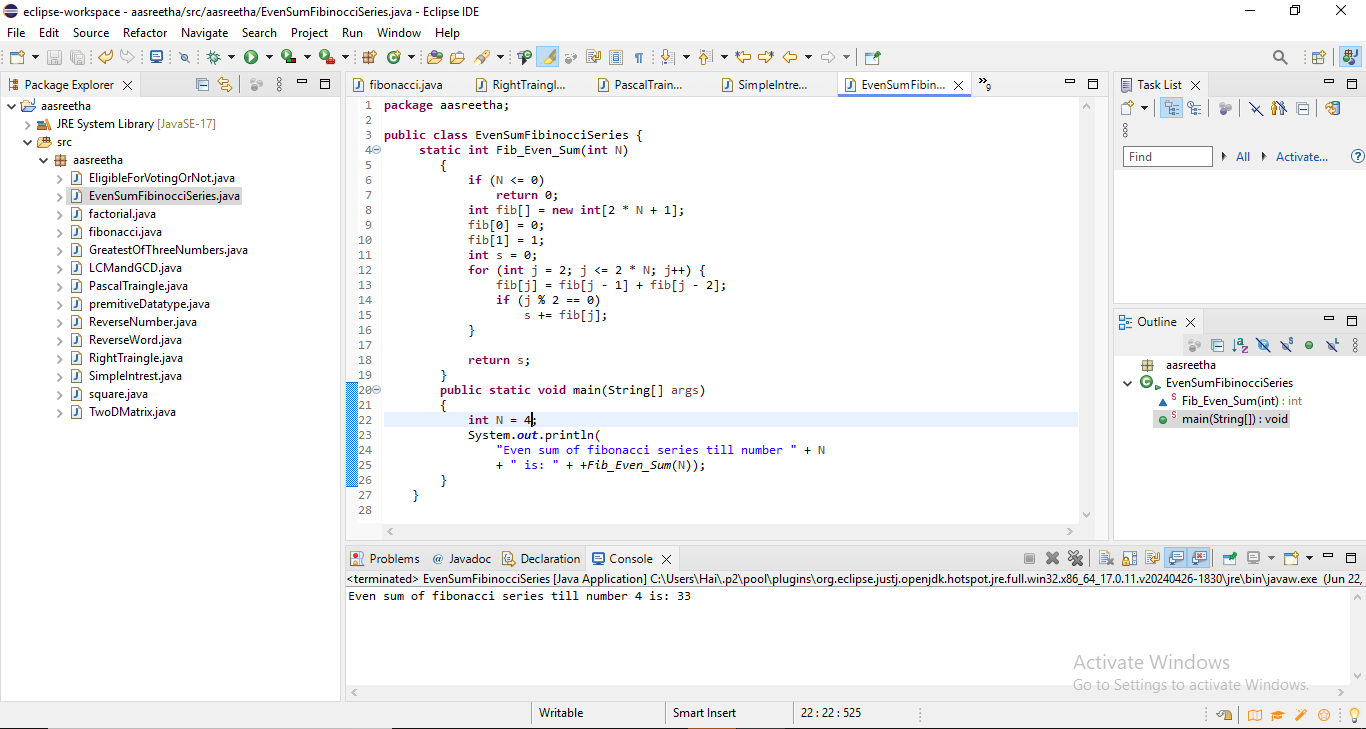 eclipse-workspace - aasreetha/src/aasreetha/EvenSumFibinocciSeries.java - Eclipse IDE
File Edit Source Refactor Navigate Search Project Run Window Help
Package Explorer
aasreetha
JRE System Library [JavaSE-17]
src
aasreetha
EligibleForVotingOrNot.java
EvenSumFibinocciSeries.java
factorial.java
fibonacci.java
GreatestOfThreeNumbers.java
LCMandGCD.java
PascalTraingle.java
premitiveDatatype.java
ReverseNumber.java
ReverseWord.java
RightTraingle.java
SimpleIntrest.java
square.java
TwoDMatrix.java
fibonacci.java RightTraingl... PascalTrain... SimpleIntre... EvenSumFibin... »9
1 package aasreetha;
2
3 public class EvenSumFibinocciSeries {
4 static int Fib_Even_Sum(int N)
5 {
6 if (N <= 0)
7 return 0;
8 int fib[] = new int[2 * N + 1];
9 fib[0] = 0;
10 fib[1] = 1;
11 int s = 0;
12 for (int j = 2; j <= 2 * N; j++) {
13 fib[j] = fib[j - 1] + fib[j - 2];
14 if (j % 2 == 0)
15 s += fib[j];
16 }
17
18 return s;
19 }
20 public static void main(String[] args)
21 {
22 int N = 4;
23 System.out.println(
24 "Even sum of fibonacci series till number " + N
25 + " is: " + +Fib_Even_Sum(N));
26 }
27 }
28
Task List
Find All Activate...
Outline
aasreetha
EvenSumFibinocciSeries
Fib_Even_Sum(int) : int
main(String[]) : void
Problems @ Javadoc Declaration Console
<terminated> EvenSumFibinocciSeries [Java Application] C:\Users\Hai\.p2\pool\plugins\org.eclipse.justj.openjdk.hotspot.jre.full.win32.x86_64_17.0.11.v20240426-1830\jre\bin\javaw.exe (Jun 22,
Even sum of fibonacci series till number 4 is: 33
Activate Windows
Go to Settings to activate Windows.
Writable Smart Insert 22 : 22 : 525